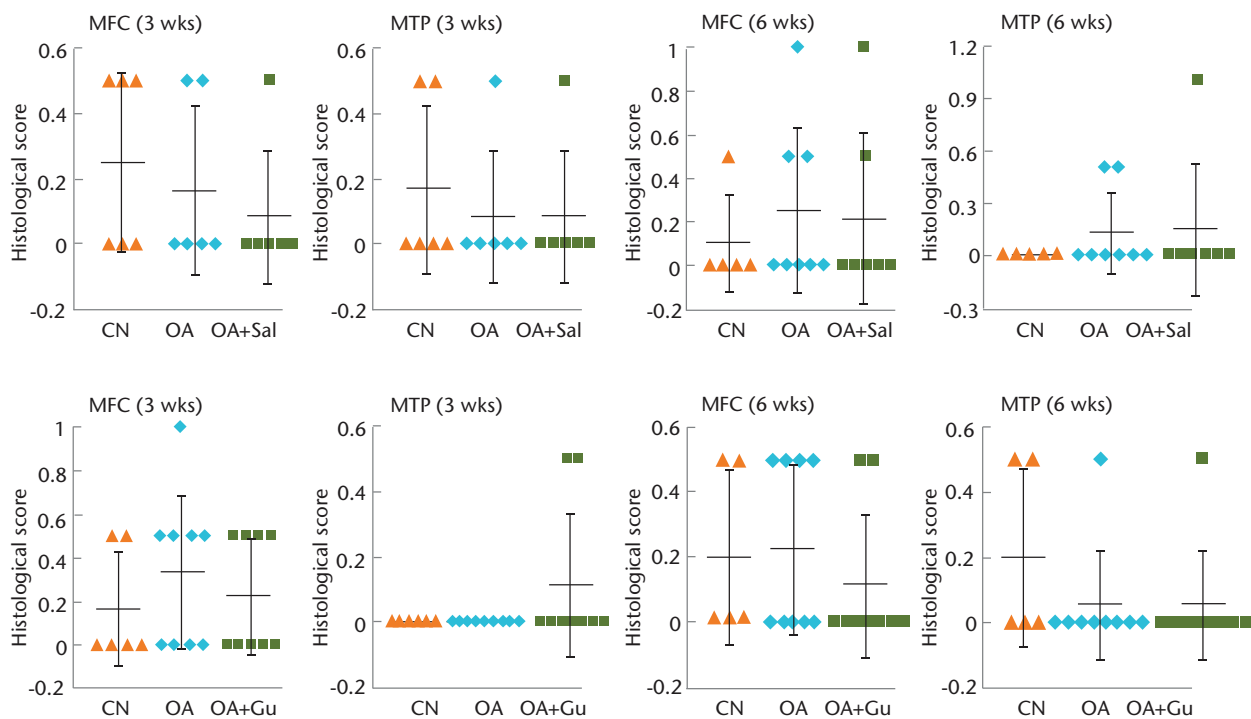 MFC (3 wks)
Histological score
0.6
0.4
0.2
0
-0.2
CN OA OA+Sal
MTP (3 wks)
Histological score
0.6
0.4
0.2
0
-0.2
CN OA OA+Sal
MFC (6 wks)
Histological score
1
0.8
0.6
0.4
0.2
0
-0.2
CN OA OA+Sal
MTP (6 wks)
Histological score
1.2
0.9
0.6
0.3
0
-0.3
CN OA OA+Sal
MFC (3 wks)
Histological score
1
0.8
0.6
0.4
0.2
0
-0.2
CN OA OA+Gu
MTP (3 wks)
Histological score
0.6
0.4
0.2
0
-0.2
CN OA OA+Gu
MFC (6 wks)
Histological score
0.6
0.4
0.2
0
-0.2
CN OA OA+Gu
MTP (6 wks)
Histological score
0.6
0.4
0.2
0
-0.2
CN OA OA+Gu